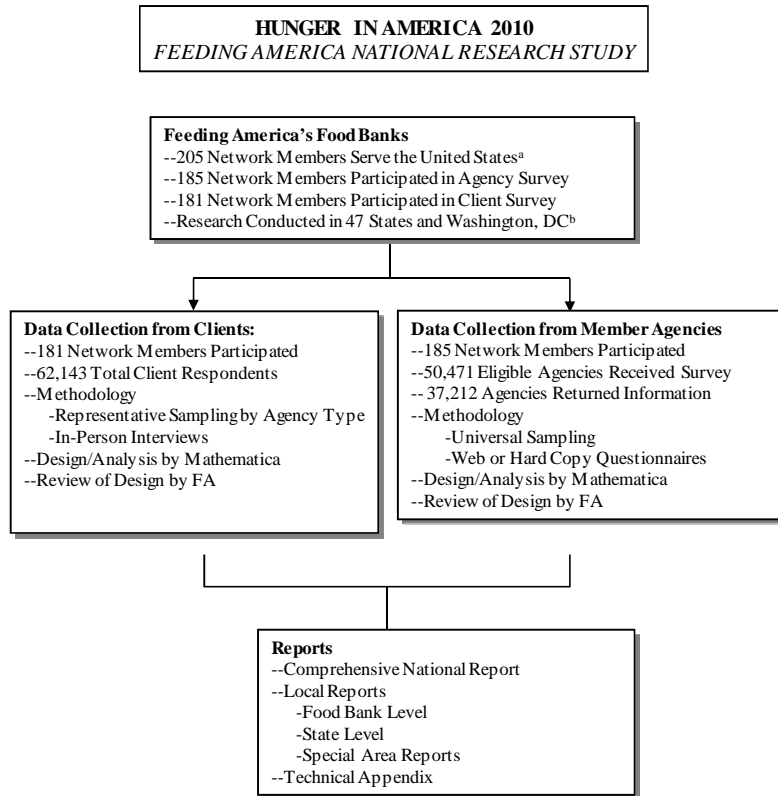 HUNGER IN AMERICA 2010
FEEDING AMERICA NATIONAL RESEARCH STUDY
Feeding America's Food Banks
--205 Network Members Serve the United Statesᵃ
--185 Network Members Participated in Agency Survey
--181 Network Members Participated in Client Survey
--Research Conducted in 47 States and Washington, DCᵇ
Data Collection from Clients:
--181 Network Members Participated
--62,143 Total Client Respondents
--Methodology
-Representative Sampling by Agency Type
-In-Person Interviews
--Design/Analysis by Mathematica
--Review of Design by FA
Data Collection from Member Agencies
--185 Network Members Participated
--50,471 Eligible Agencies Received Survey
-- 37,212 Agencies Returned Information
--Methodology
-Universal Sampling
-Web or Hard Copy Questionnaires
--Design/Analysis by Mathematica
--Review of Design by FA
Reports
--Comprehensive National Report
--Local Reports
-Food Bank Level
-State Level
-Special Area Reports
--Technical Appendix